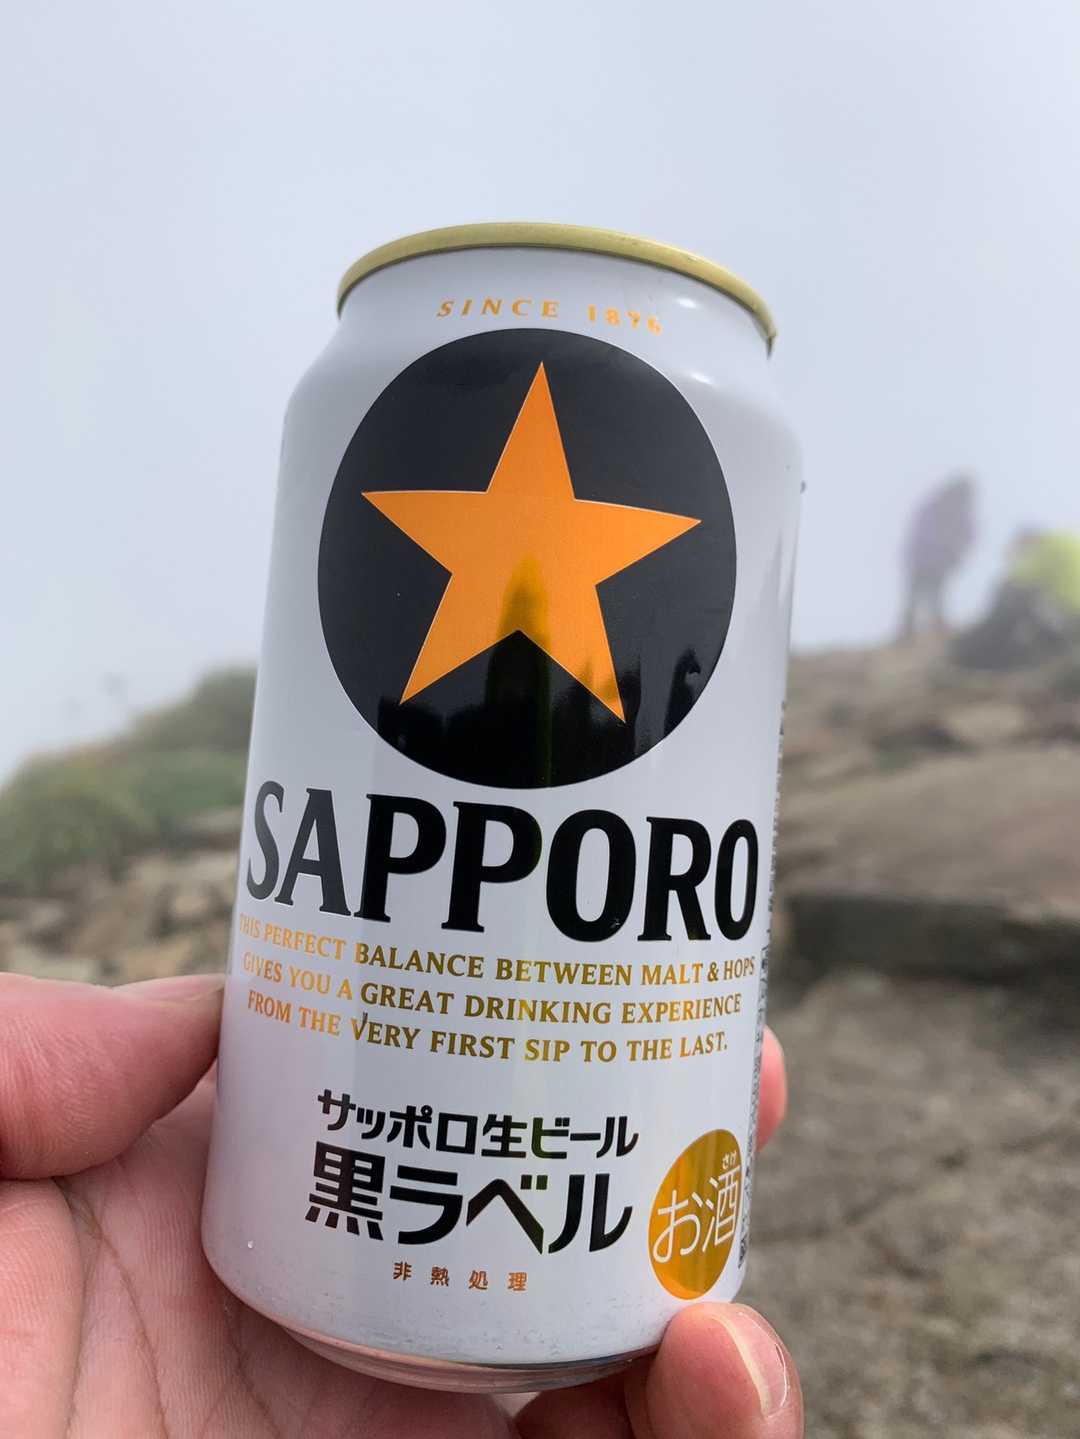 SINCE 1876
SAPPORO
THIS PERFECT BALANCE BETWEEN MALT & HOPS
GIVES YOU A GREAT DRINKING EXPERIENCE
FROM THE VERY FIRST SIP TO THE LAST.
サッポロ生ビール
黒ラベル
さけ
お酒
非熱処理